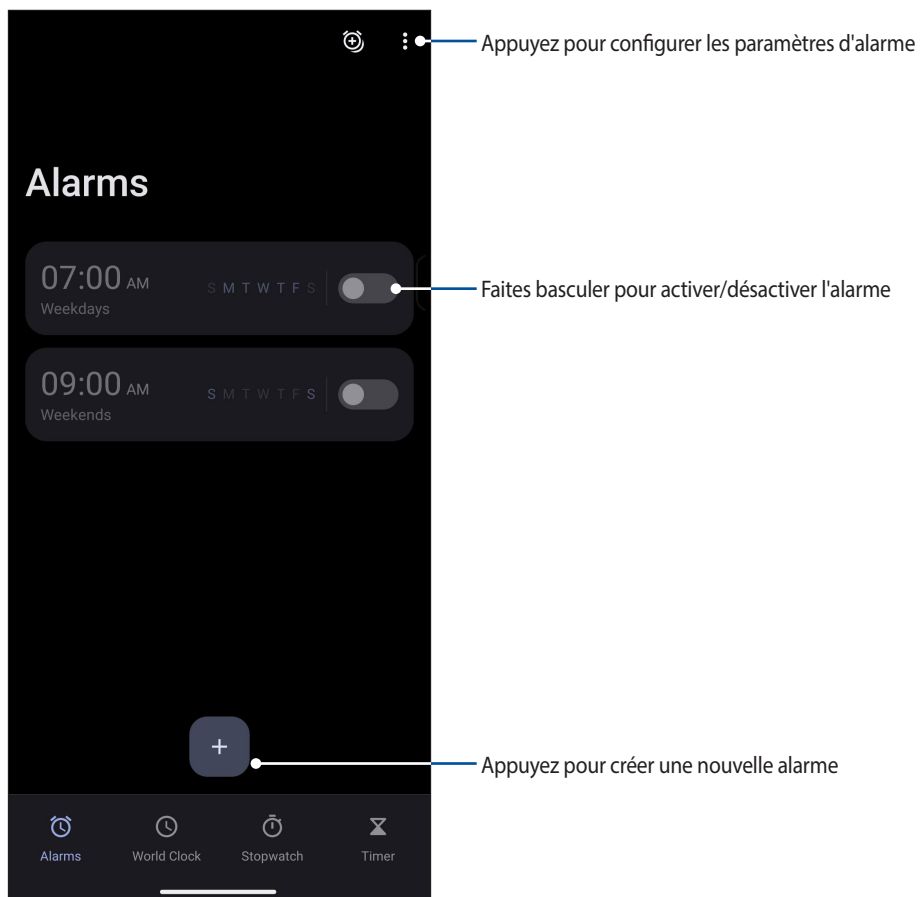 Appuyez pour configurer les paramètres d'alarme
Alarms
07:00 AM
S M T W T F S
Weekdays
Faites basculer pour activer/désactiver l'alarme
09:00 AM
S M T W T F S
Weekends
+
Appuyez pour créer une nouvelle alarme
Alarms World Clock Stopwatch Timer